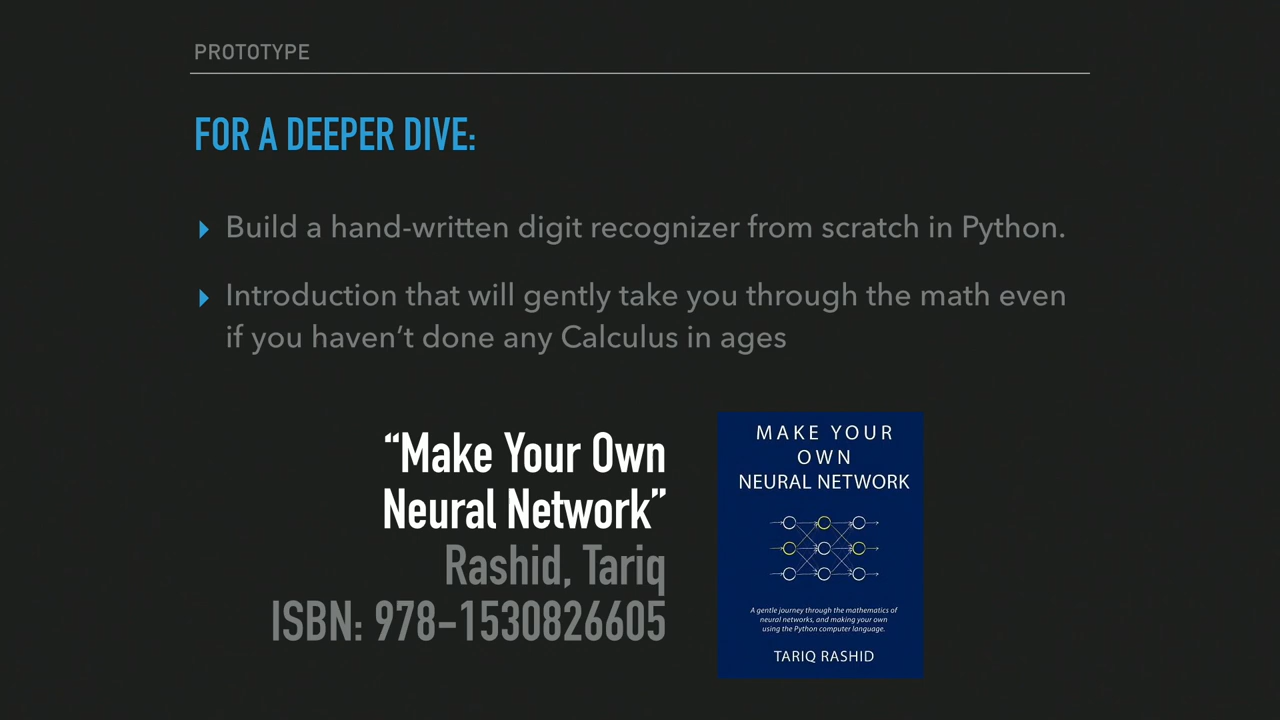 PROTOTYPE
FOR A DEEPER DIVE:
Build a hand-written digit recognizer from scratch in Python.
Introduction that will gently take you through the math even
if you haven’t done any Calculus in ages
“Make Your Own
Neural Network”
Rashid, Tariq
ISBN: 978-1530826605
MAKE YOUR
OWN
NEURAL NETWORK
A gentle journey through the mathematics of
neural networks, and making your own
using the Python computer language.
TARIQ RASHID